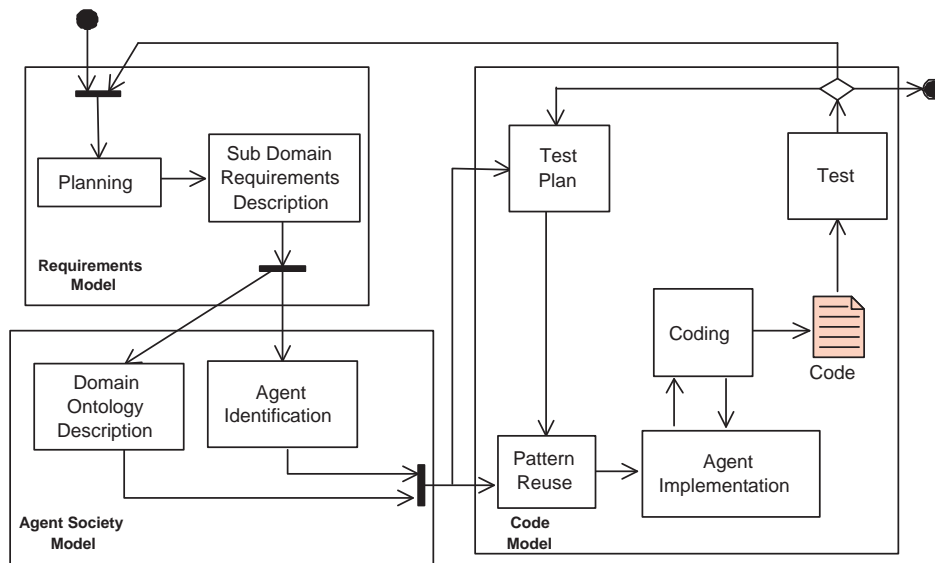 Planning
Sub Domain
Requirements
Description
Requirements
Model
Domain
Ontology
Description
Agent
Identification
Agent Society
Model
Test
Plan
Test
Coding
Code
Pattern
Reuse
Agent
Implementation
Code
Model